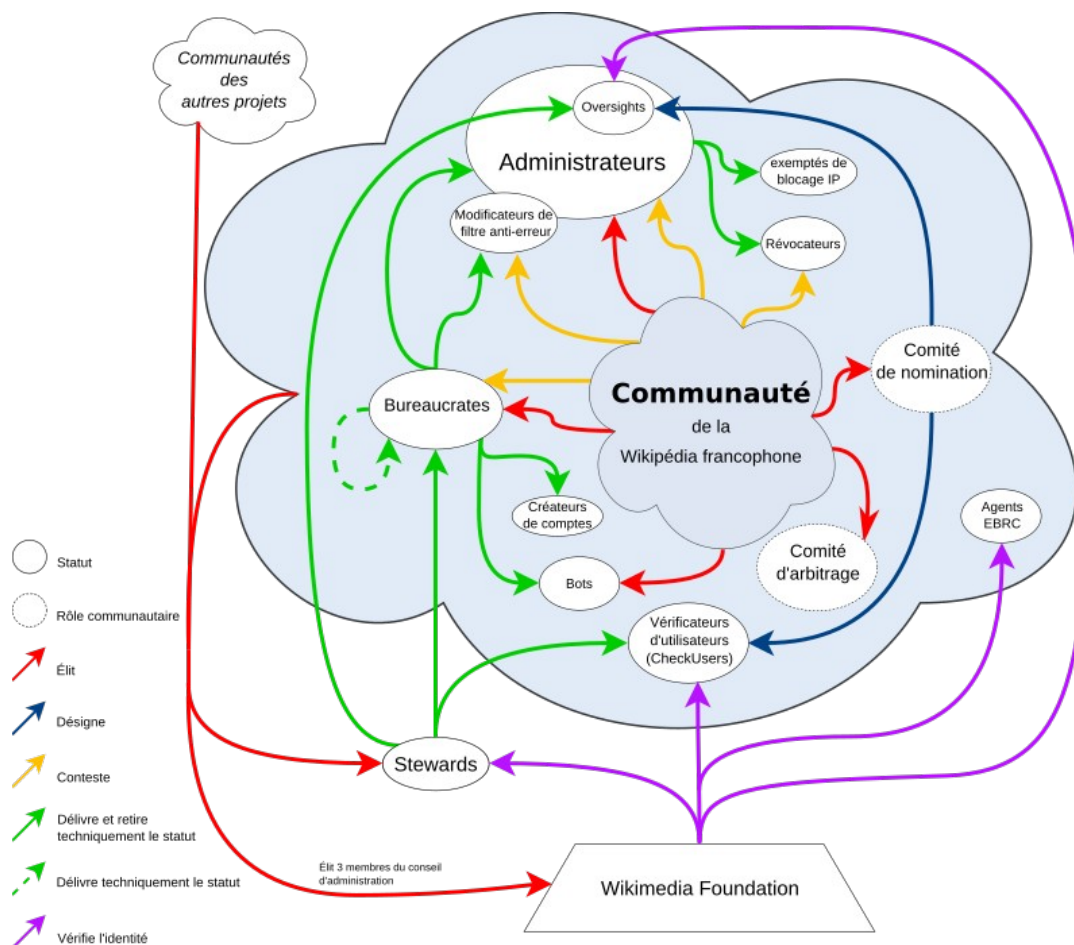 Communautés
des
autres projets
Oversights
Administrateurs
exemptés de
blocage IP
Modificateurs de
filtre anti-erreur
Révocateurs
Comité
de nomination
Communauté
de la
Wikipédia francophone
Bureaucrates
Créateurs
de comptes
Agents
EBRC
Comité
d'arbitrage
Bots
Vérificateurs
d'utilisateurs
(CheckUsers)
Stewards
Élit 3 membres du conseil
d'administration
Wikimedia Foundation
Statut
Rôle communautaire
Élit
Désigne
Conteste
Délivre et retire
techniquement le statut
Délivre techniquement le statut
Vérifie l'identité